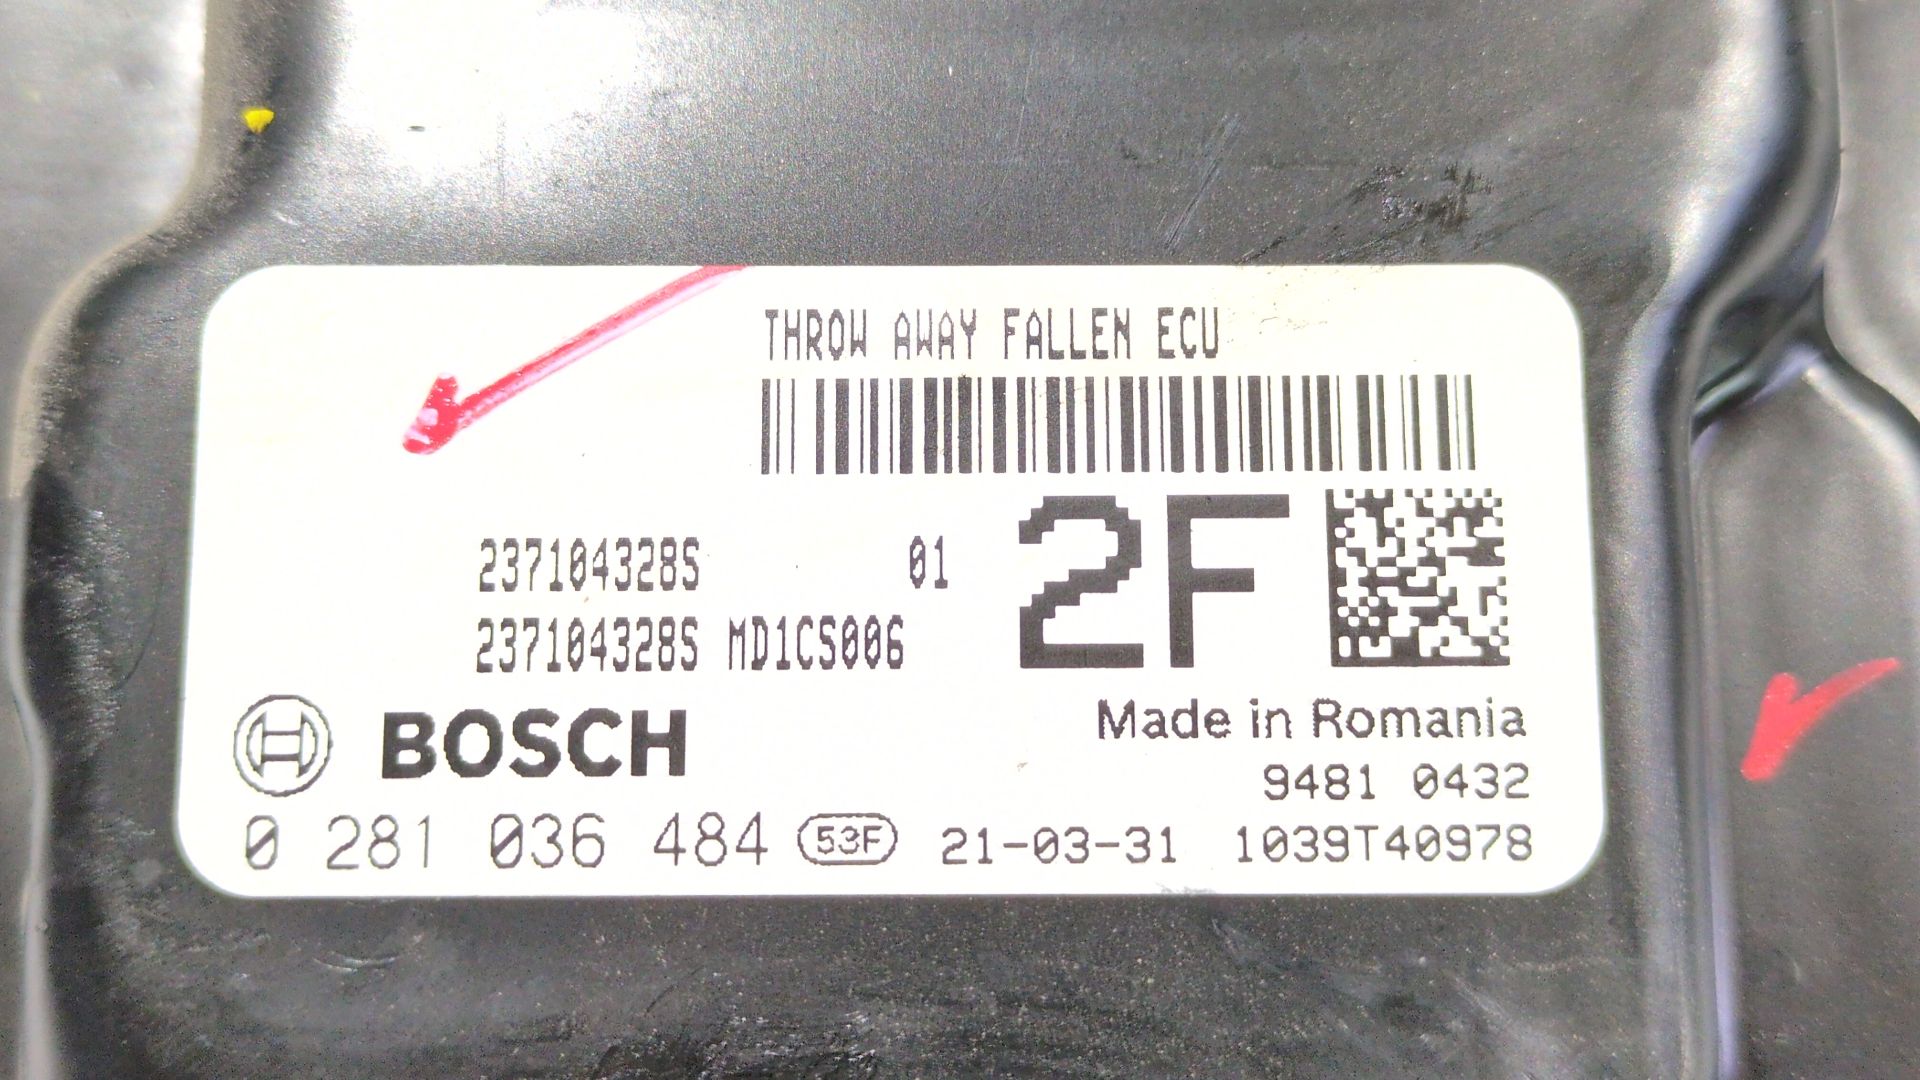 THROW AWAY FALLEN ECU
237104328S 01
237104328S MD1CS006
2F
BOSCH
Made in Romania
9481 0432
0 281 036 484 53F 21-03-31 1039T40978